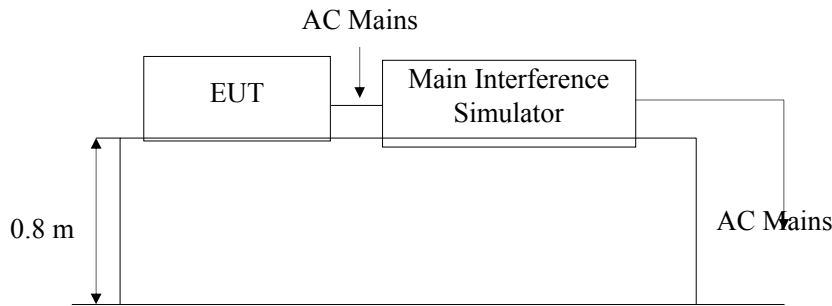 AC Mains
EUT
Main Interference
Simulator
0.8 m
AC Mains